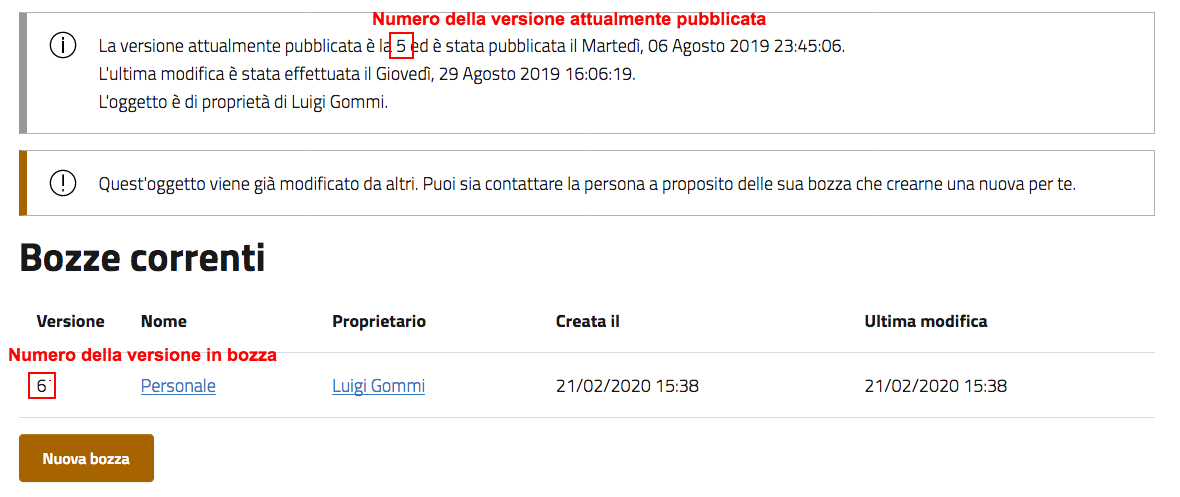 Numero della versione attualmente pubblicata
La versione attualmente pubblicata è la 5 ed è stata pubblicata il Martedì, 06 Agosto 2019 23:45:06.
L'ultima modifica è stata effettuata il Giovedì, 29 Agosto 2019 16:06:19.
L'oggetto è di proprietà di Luigi Gommi.
Quest'oggetto viene già modificato da altri. Puoi sia contattare la persona a proposito delle sua bozza che crearne una nuova per te.
Bozze correnti
Versione Nome Proprietario Creata il Ultima modifica
Numero della versione in bozza
6 Personale Luigi Gommi 21/02/2020 15:38 21/02/2020 15:38
Nuova bozza